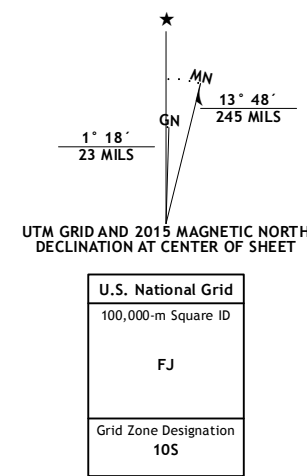 ★
MN
GN
13° 48´
245 MILS
1° 18´
23 MILS
UTM GRID AND 2015 MAGNETIC NORTH
DECLINATION AT CENTER OF SHEET
U.S. National Grid
100,000-m Square ID
FJ
Grid Zone Designation
10S